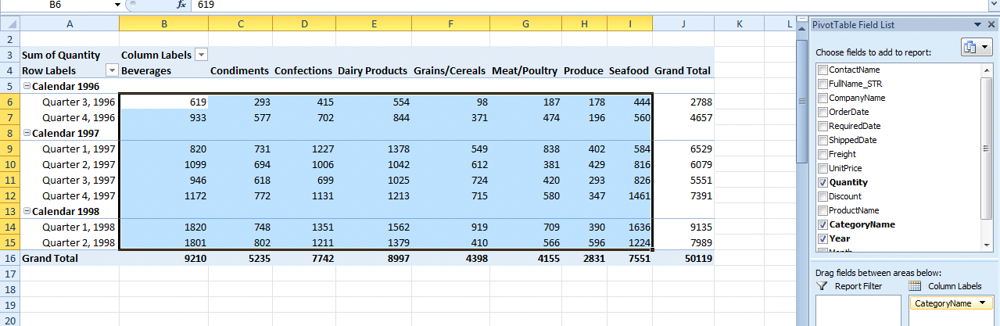 B6 fx 619
A B C D E F G H I J K L
2
3 Sum of Quantity Column Labels
4 Row Labels Beverages Condiments Confections Dairy Products Grains/Cereals Meat/Poultry Produce Seafood Grand Total
5 Calendar 1996
6 Quarter 3, 1996 619 293 415 554 98 187 178 444 2788
7 Quarter 4, 1996 933 577 702 844 371 474 196 560 4657
8 Calendar 1997
9 Quarter 1, 1997 820 731 1227 1378 549 838 402 584 6529
10 Quarter 2, 1997 1099 694 1006 1042 612 381 429 816 6079
11 Quarter 3, 1997 946 618 699 1025 724 420 293 826 5551
12 Quarter 4, 1997 1172 772 1131 1213 715 580 347 1461 7391
13 Calendar 1998
14 Quarter 1, 1998 1820 748 1351 1562 919 709 390 1636 9135
15 Quarter 2, 1998 1801 802 1211 1379 410 566 596 1224 7989
16 Grand Total 9210 5235 7742 8997 4398 4155 2831 7551 50119
17
18
19
20
PivotTable Field List
Choose fields to add to report:
ContactName
FullName_STR
CompanyName
OrderDate
RequiredDate
ShippedDate
Freight
UnitPrice
Quantity
Discount
ProductName
CategoryName
Year
Drag fields between areas below:
Report Filter Column Labels
CategoryName